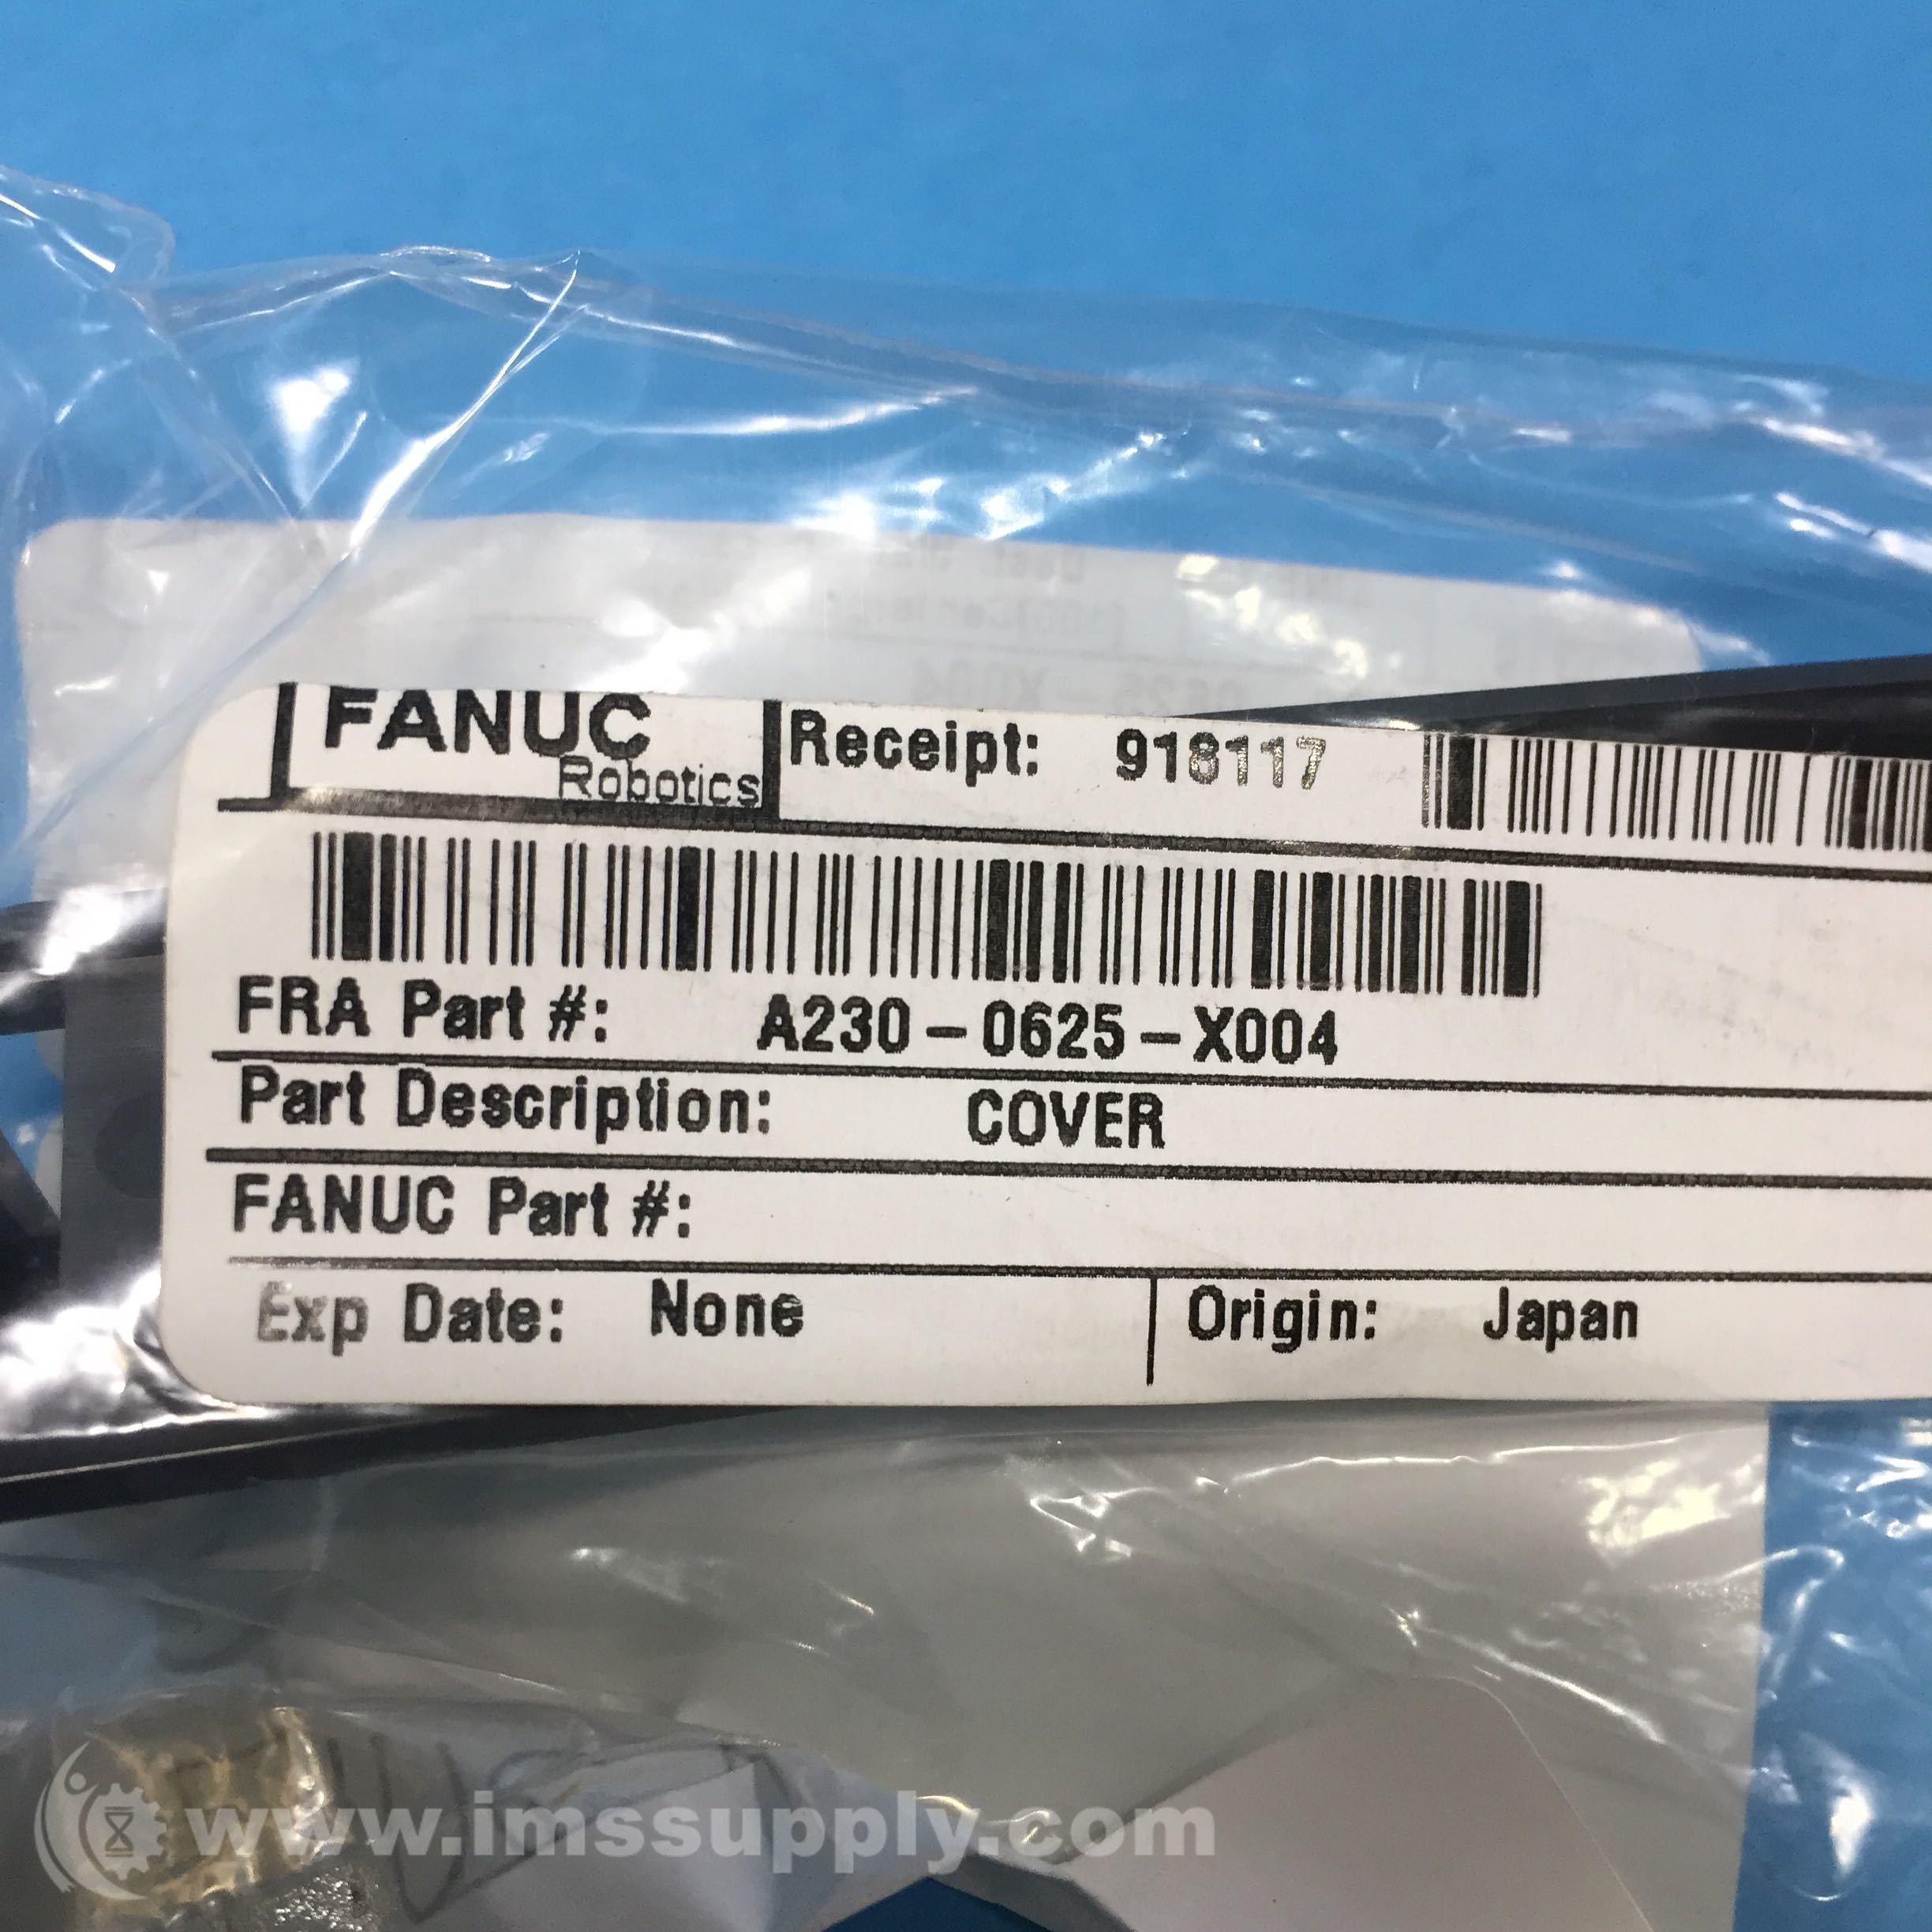 FANUC
Robotics
Receipt: 918117
FRA Part #: A230-0625-X004
Part Description: COVER
FANUC Part #:
Exp Date: None
Origin: Japan
www.imssupply.com